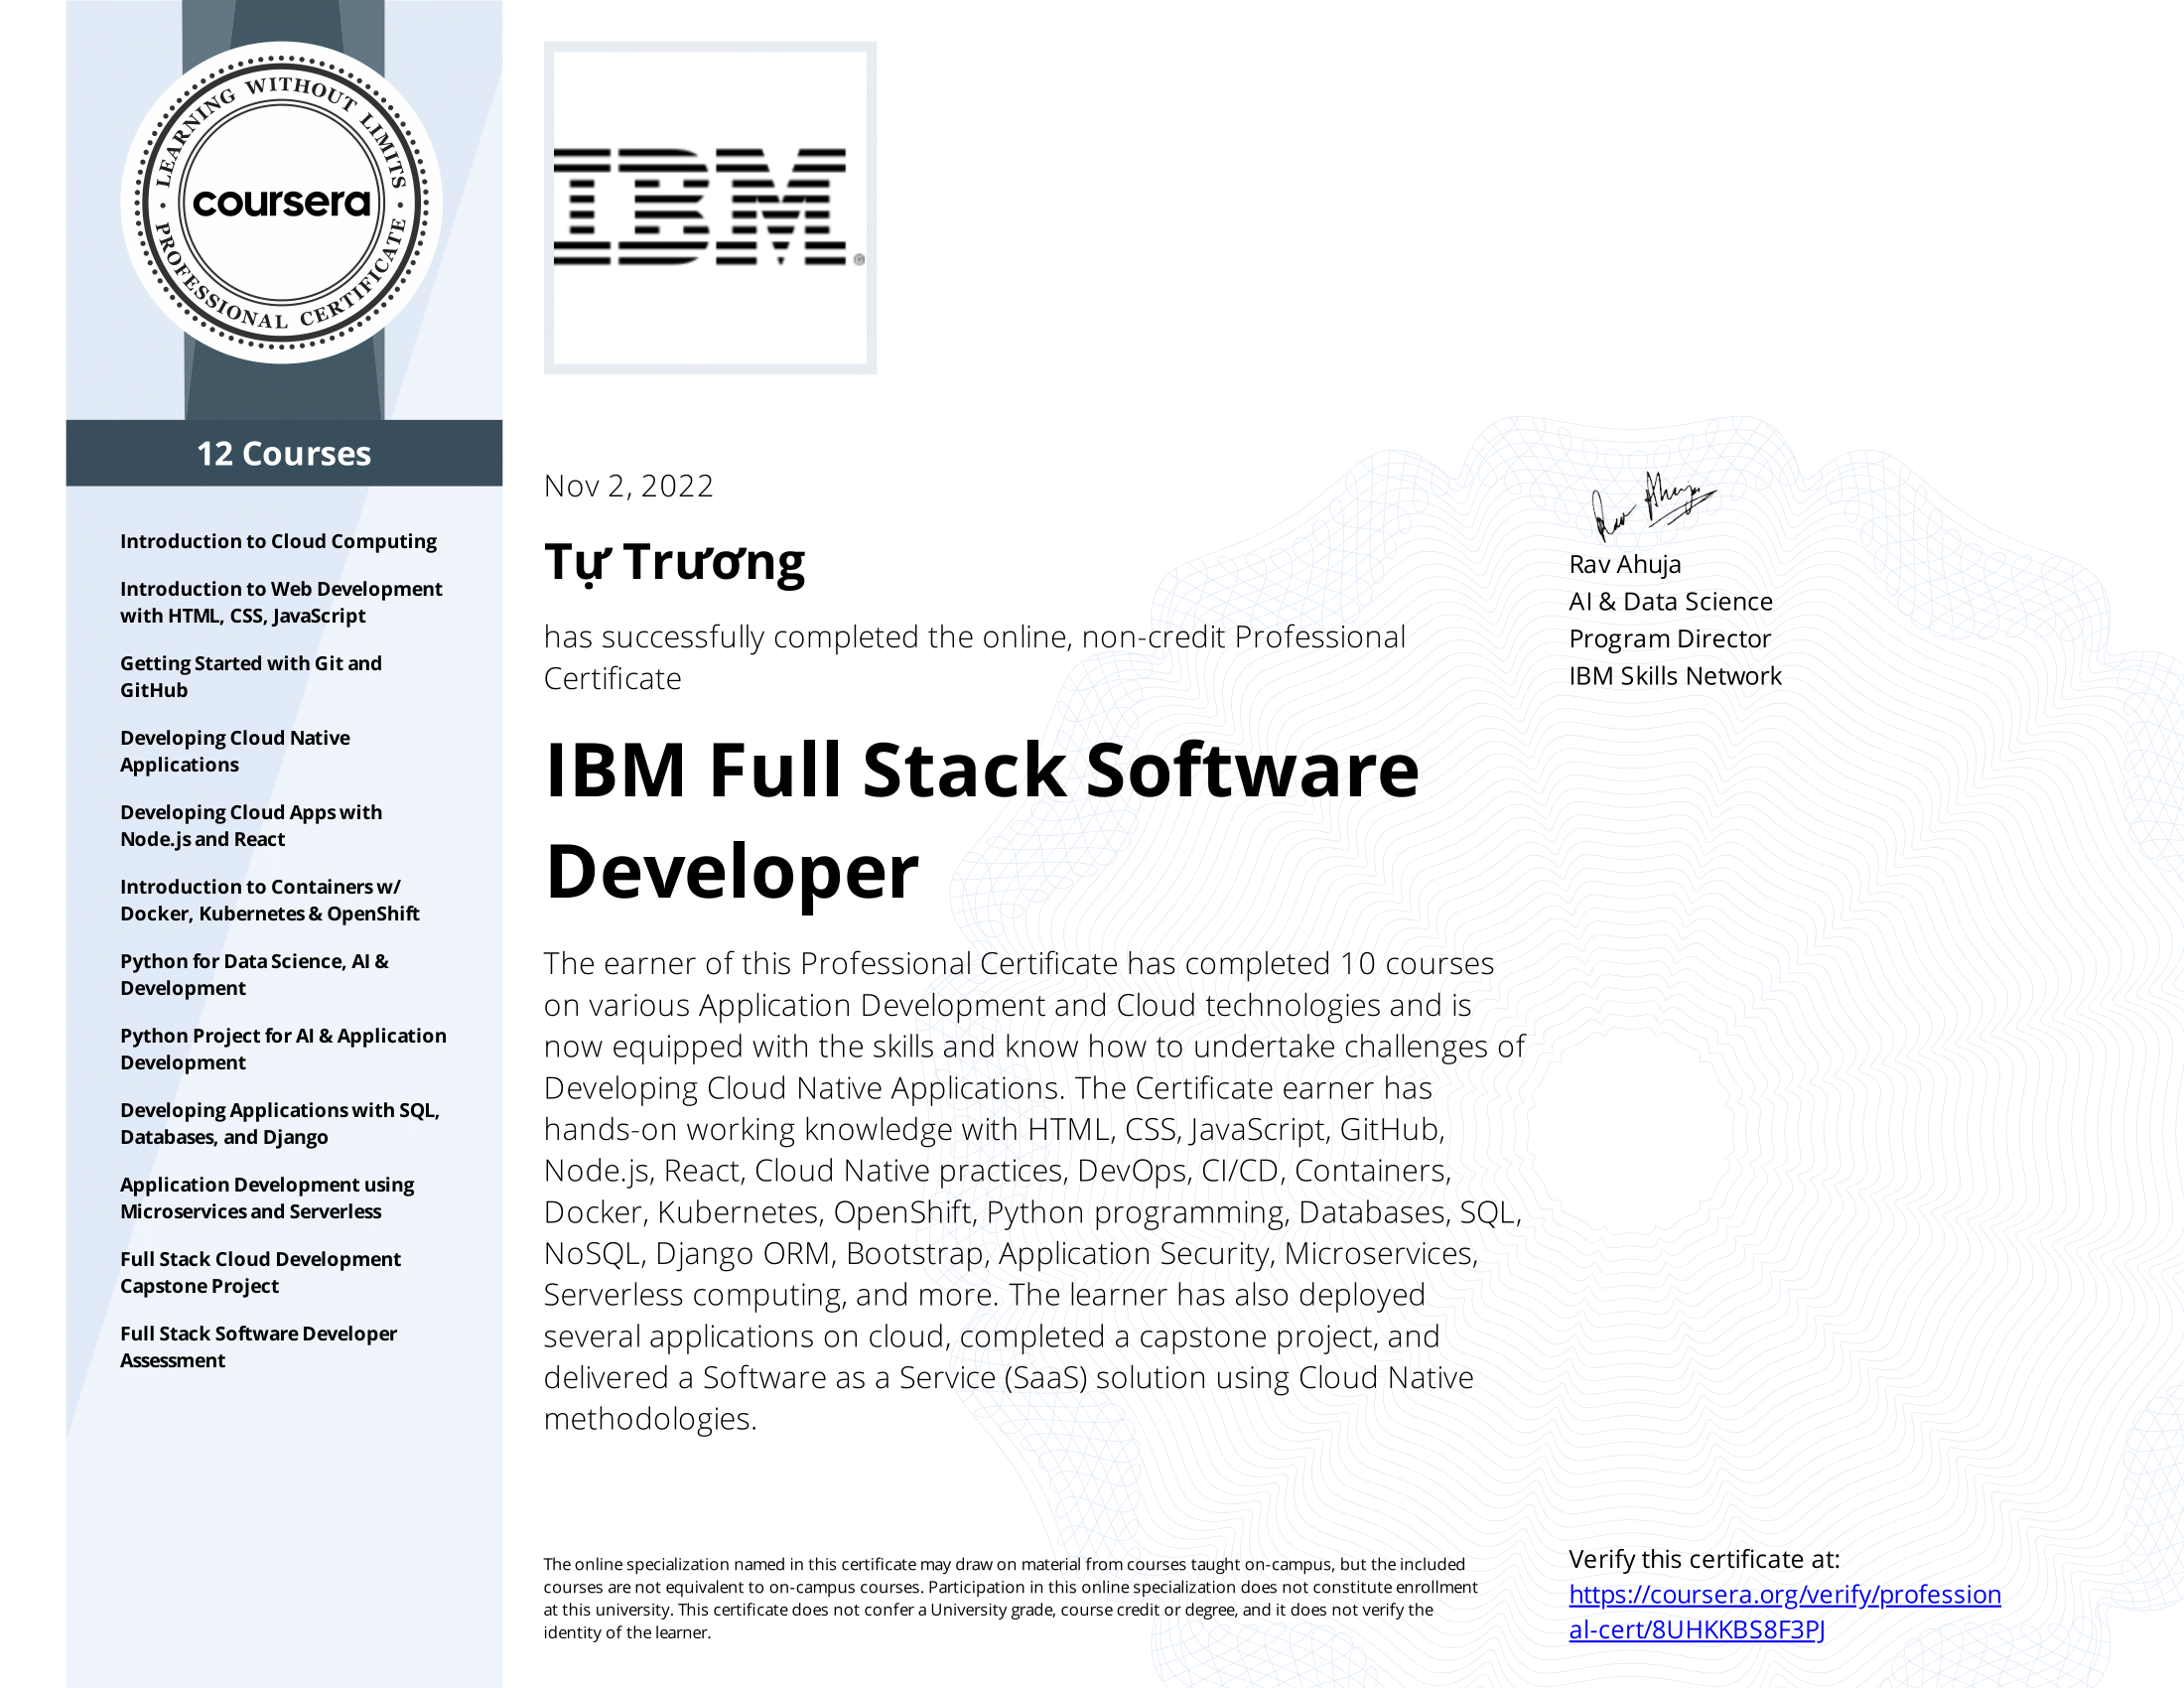 LEARNING WITHOUT LIMITS
coursera
PROFESSIONAL CERTIFICATE
12 Courses
Introduction to Cloud Computing
Introduction to Web Development
with HTML, CSS, JavaScript
Getting Started with Git and
GitHub
Developing Cloud Native
Applications
Developing Cloud Apps with
Node.js and React
Introduction to Containers w/
Docker, Kubernetes & OpenShift
Python for Data Science, AI &
Development
Python Project for AI & Application
Development
Developing Applications with SQL,
Databases, and Django
Application Development using
Microservices and Serverless
Full Stack Cloud Development
Capstone Project
Full Stack Software Developer
Assessment
IBM®
Nov 2, 2022
Tự Trương
has successfully completed the online, non-credit Professional
Certificate
IBM Full Stack Software
Developer
The earner of this Professional Certificate has completed 10 courses
on various Application Development and Cloud technologies and is
now equipped with the skills and know how to undertake challenges of
Developing Cloud Native Applications. The Certificate earner has
hands-on working knowledge with HTML, CSS, JavaScript, GitHub,
Node.js, React, Cloud Native practices, DevOps, CI/CD, Containers,
Docker, Kubernetes, OpenShift, Python programming, Databases, SQL,
NoSQL, Django ORM, Bootstrap, Application Security, Microservices,
Serverless computing, and more. The learner has also deployed
several applications on cloud, completed a capstone project, and
delivered a Software as a Service (SaaS) solution using Cloud Native
methodologies.
The online specialization named in this certificate may draw on material from courses taught on-campus, but the included
courses are not equivalent to on-campus courses. Participation in this online specialization does not constitute enrollment
at this university. This certificate does not confer a University grade, course credit or degree, and it does not verify the
identity of the learner.
Rav Ahuja
Rav Ahuja
AI & Data Science
Program Director
IBM Skills Network
Verify this certificate at:
https://coursera.org/verify/profession
al-cert/8UHKKBS8F3PJ